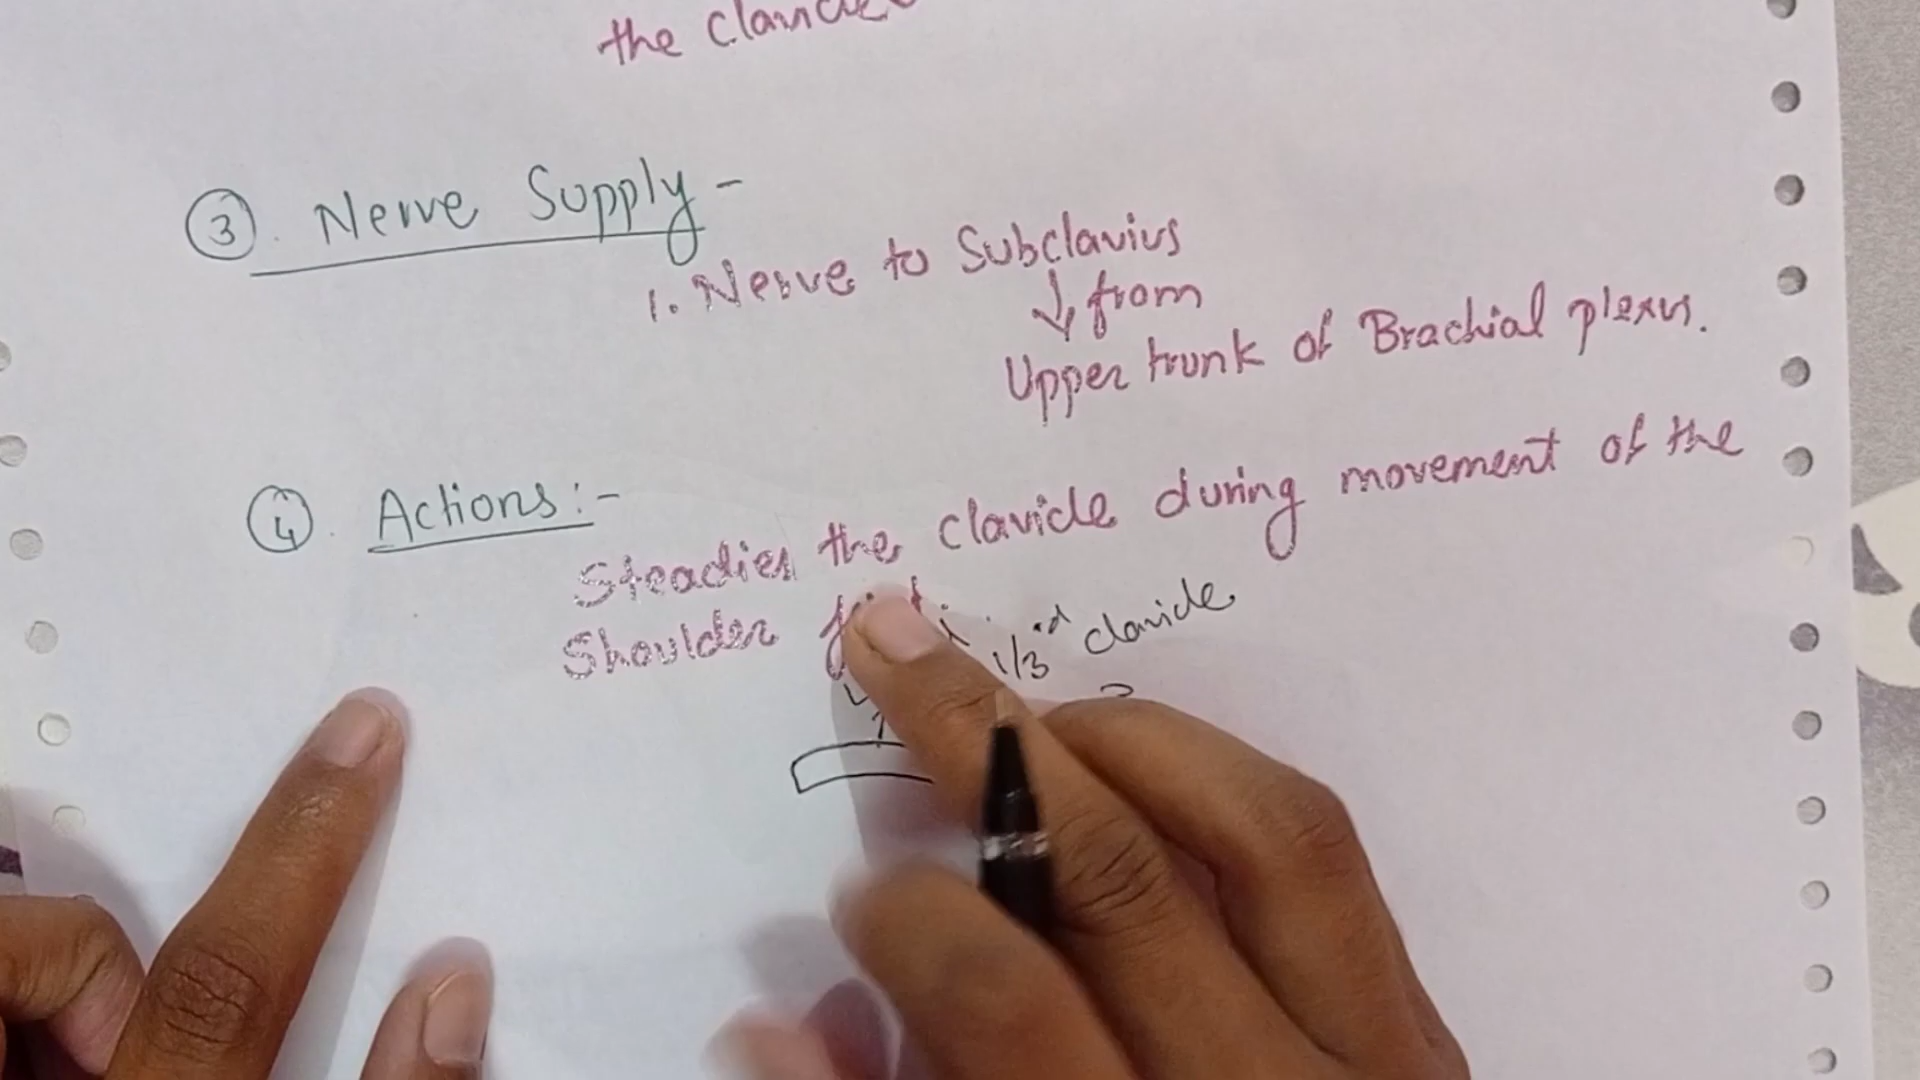 the
③. Nerve Supply -
1. Nerve to Subclavius
↓ from
Upper trunk of Brachial plexus.
④. Actions :-
Steadies the clavicle during movement of the
Shoulder
1/3rd clavicle